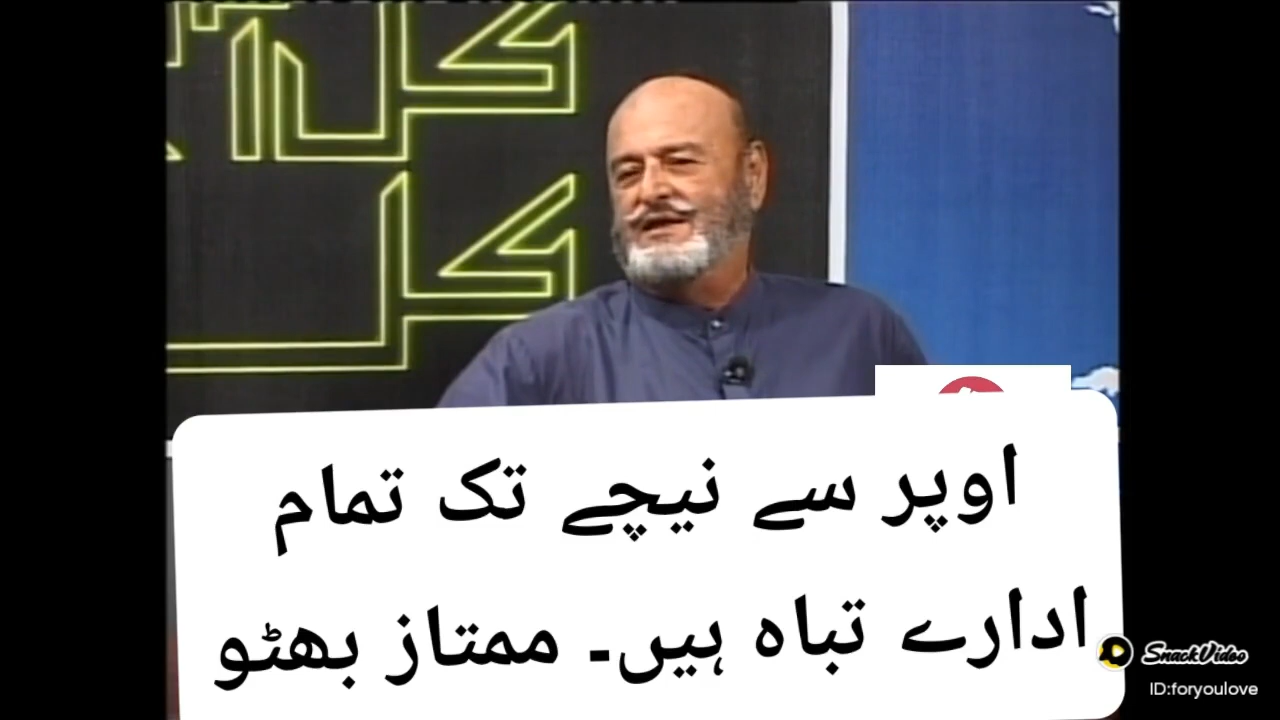 اوپر سے نیچے تک تمام
ادارے تباہ ہیں۔ ممتاز بھٹو
SnackVideo
ID:foryoulove